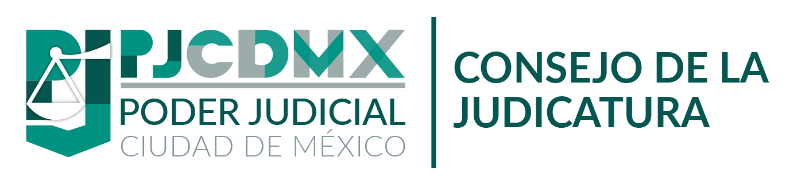 PJCDMX
PODER JUDICIAL
CIUDAD DE MÉXICO
CONSEJO DE LA
JUDICATURA